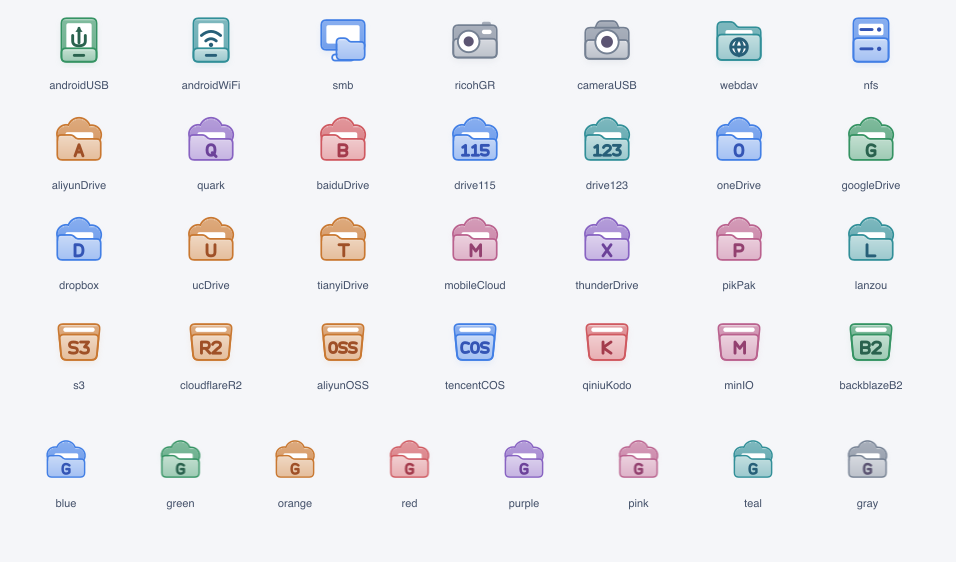 androidUSB androidWiFi smb ricohGR cameraUSB webdav nfs
A Q B 115 123 O G
aliyunDrive quark baiduDrive drive115 drive123 oneDrive googleDrive
D U T M X P L
dropbox ucDrive tianyiDrive mobileCloud thunderDrive pikPak lanzou
S3 R2 OSS COS K M B2
s3 cloudflareR2 aliyunOSS tencentCOS qiniuKodo minIO backblazeB2
G G G G G G G G
blue green orange red purple pink teal gray